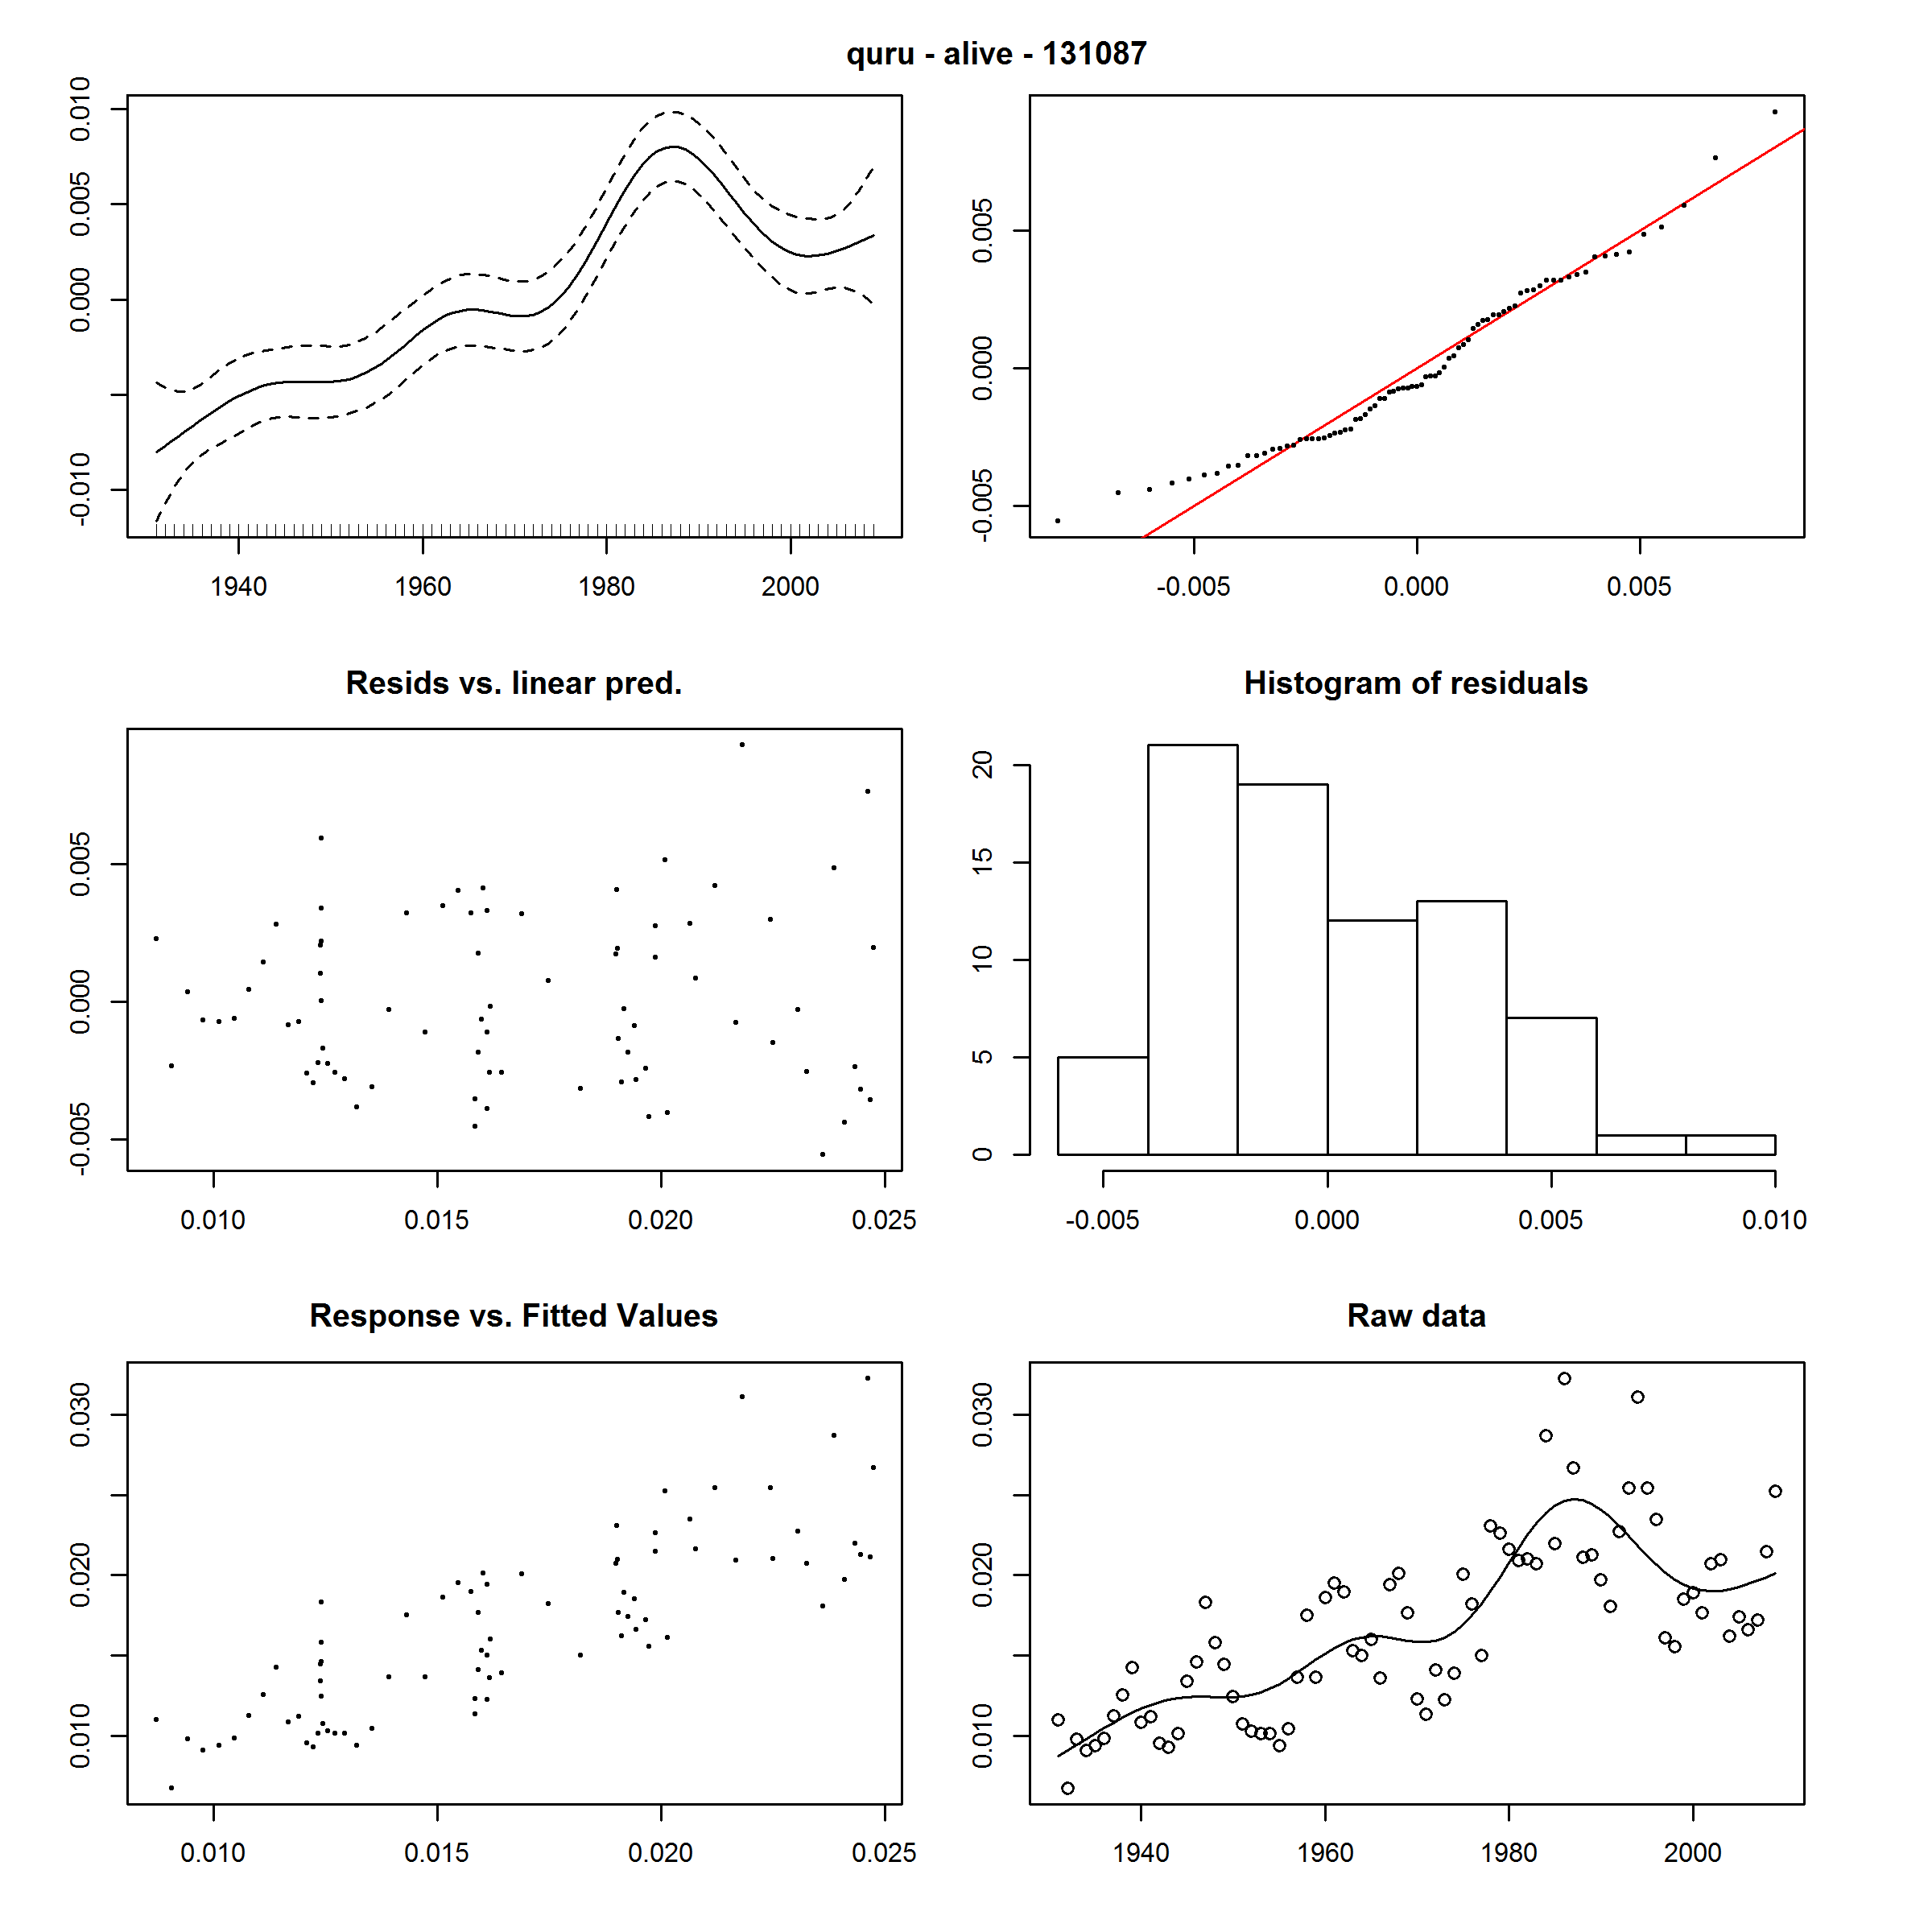 quru - alive - 131087
0.010
0.005
0.000
-0.010
1940 1960 1980 2000
0.005
0.000
-0.005
-0.005 0.000 0.005
Resids vs. linear pred.
0.005
0.000
-0.005
0.010 0.015 0.020 0.025
Histogram of residuals
20
15
10
5
0
-0.005 0.000 0.005 0.010
Response vs. Fitted Values
0.030
0.020
0.010
0.010 0.015 0.020 0.025
Raw data
0.030
0.020
0.010
1940 1960 1980 2000